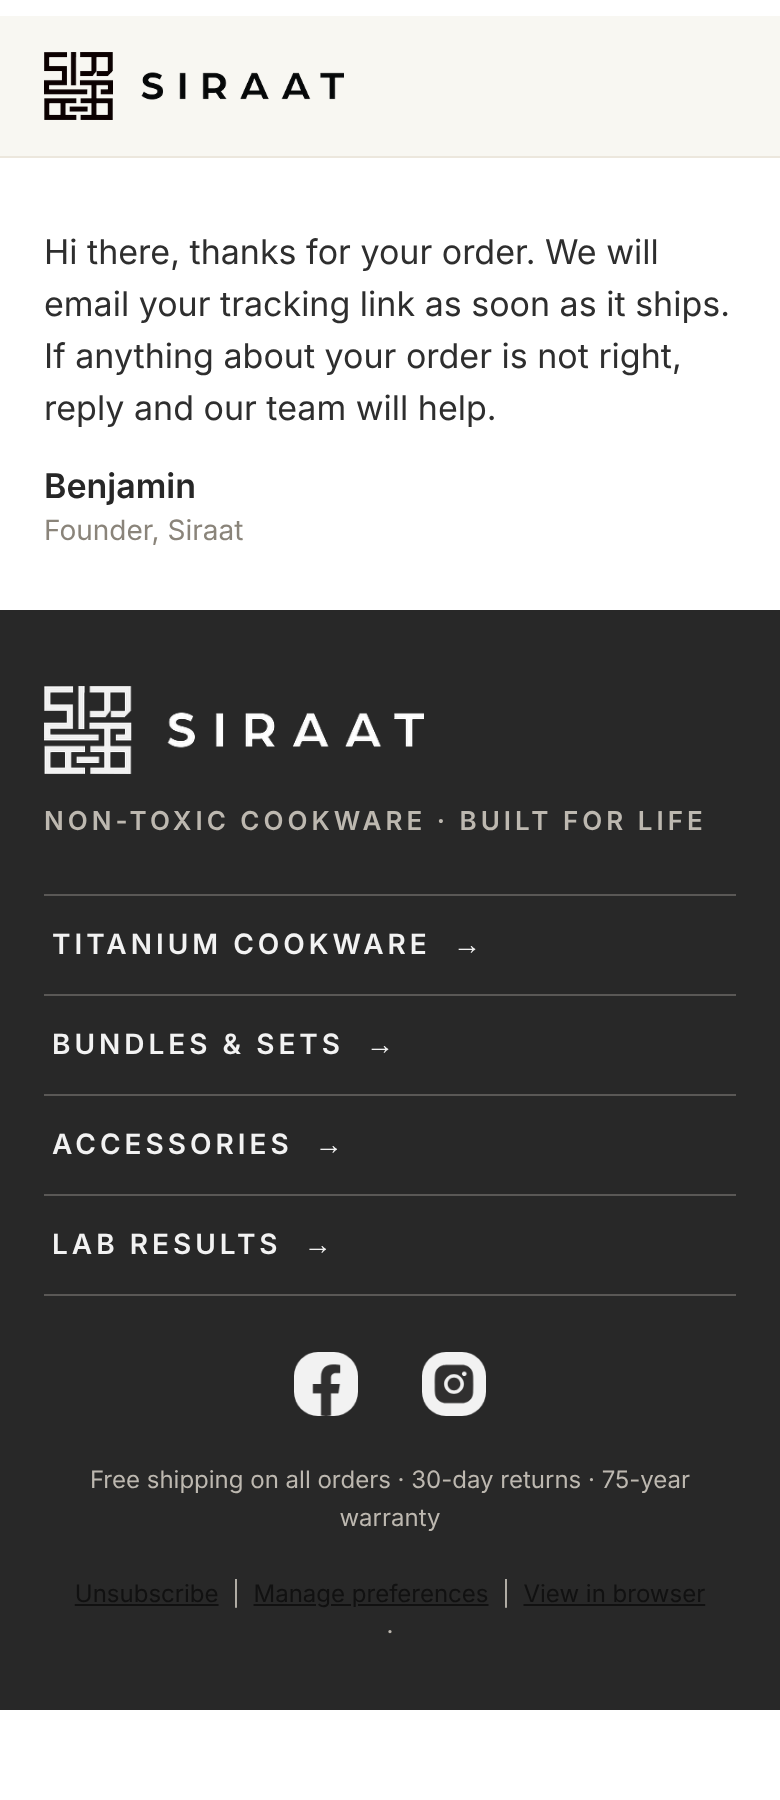 SIRAAT
Hi there, thanks for your order. We will
email your tracking link as soon as it ships.
If anything about your order is not right,
reply and our team will help.
Benjamin
Founder, Siraat
SIRAAT
NON-TOXIC COOKWARE · BUILT FOR LIFE
TITANIUM COOKWARE →
BUNDLES & SETS →
ACCESSORIES →
LAB RESULTS →
Free shipping on all orders · 30-day returns · 75-year
warranty
Unsubscribe | Manage preferences | View in browser
.